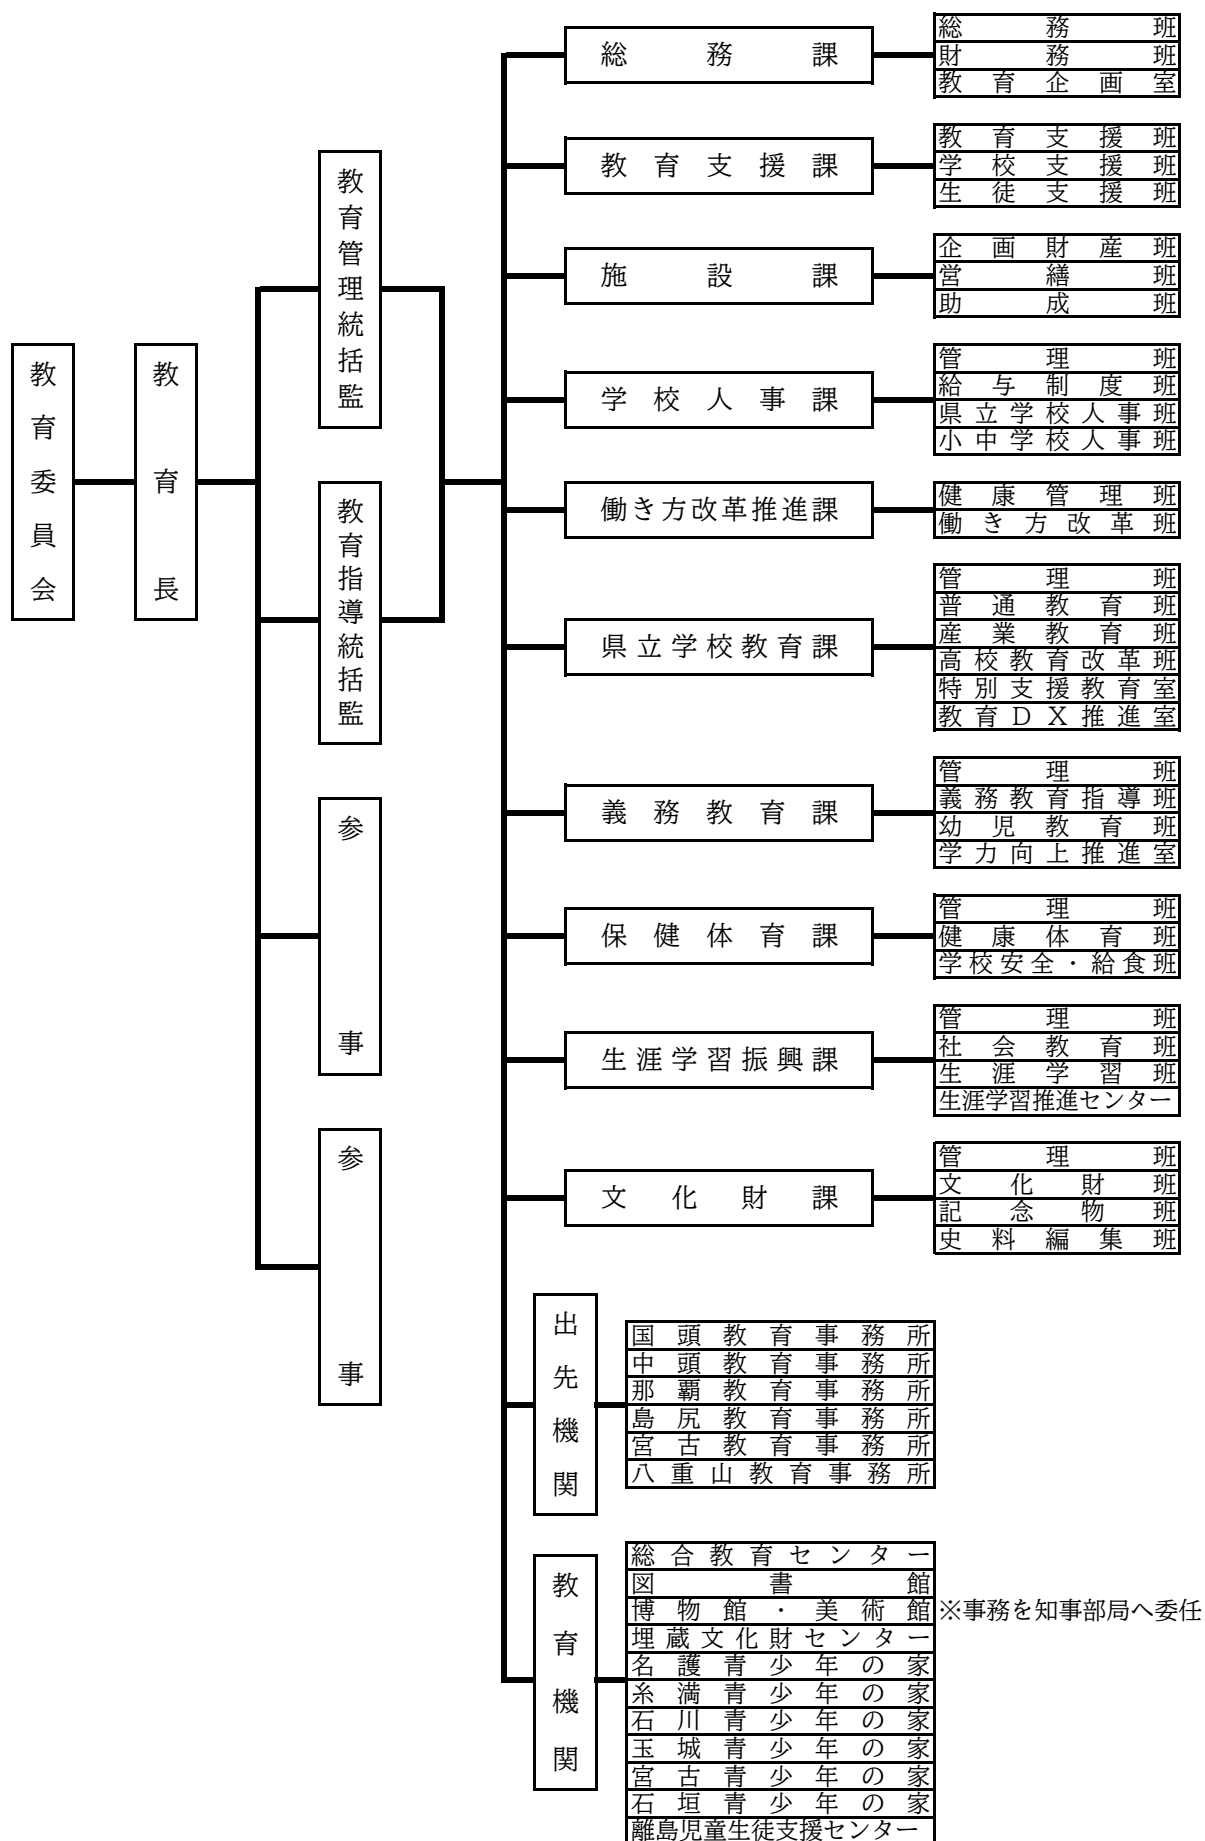 教育委員会
教育長
教育管理統括監
教育指導統括監
参事
参事
総務課
総務班
財務班
教育企画室
教育支援課
教育支援班
学校支援班
生徒支援班
施設課
企画財産班
営繕班
助成班
学校人事課
管理班
給与制度班
県立学校人事班
小中学校人事班
働き方改革推進課
健康管理班
働き方改革班
県立学校教育課
管理班
普通教育班
産業教育班
高校教育改革班
特別支援教育室
教育DX推進室
義務教育課
管理班
義務教育指導班
幼児教育班
学力向上推進室
保健体育課
管理班
健康体育班
学校安全・給食班
生涯学習振興課
管理班
社会教育班
生涯学習班
生涯学習推進センター
文化財課
管理班
文化財班
記念物班
史料編集班
出先機関
国頭教育事務所
中頭教育事務所
那覇教育事務所
島尻教育事務所
宮古教育事務所
八重山教育事務所
教育機関
総合教育センター
図書館
博物館・美術館 ※事務を知事部局へ委任
埋蔵文化財センター
名護青少年の家
糸満青少年の家
石川青少年の家
玉城青少年の家
宮古青少年の家
石垣青少年の家
離島児童生徒支援センター